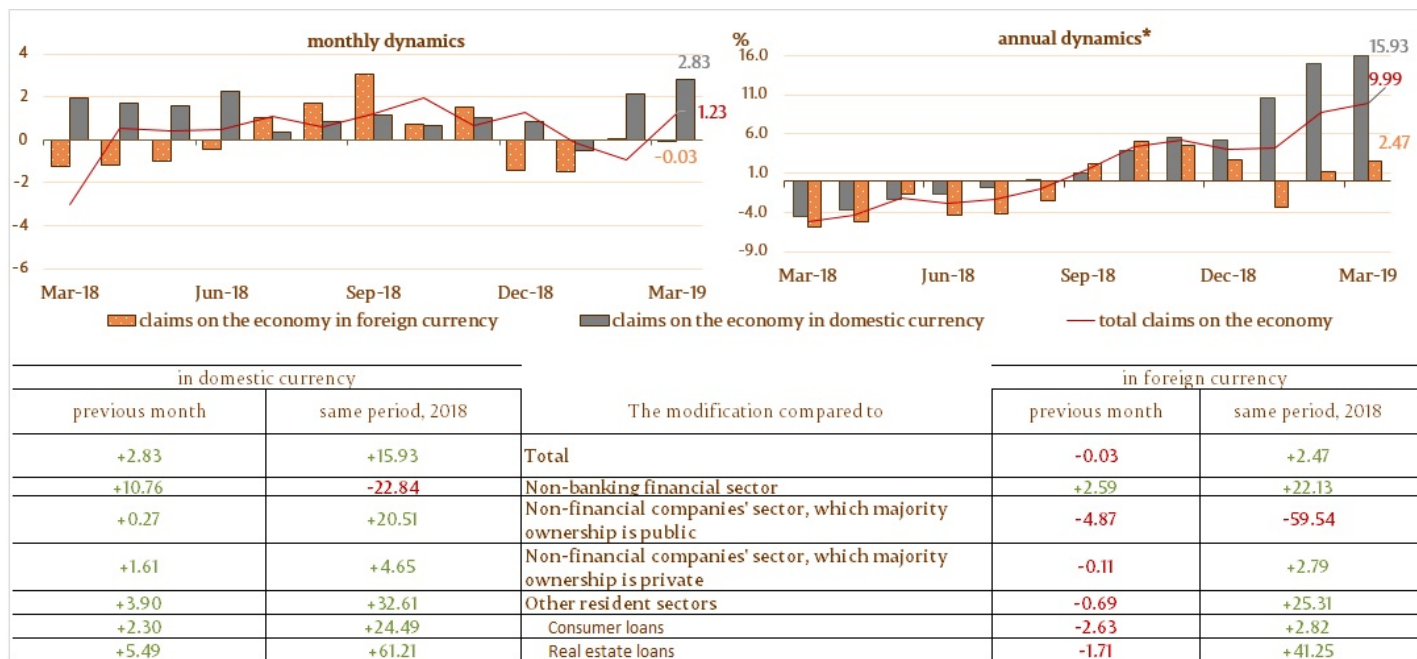 monthly dynamics
4
2
0
-2
-4
-6
2.83
1.23
-0.03
Mar-18 Jun-18 Sep-18 Dec-18 Mar-19
% annual dynamics*
16.0
11.0
6.0
1.0
-4.0
-9.0
15.93
9.99
2.47
Mar-18 Jun-18 Sep-18 Dec-18 Mar-19
claims on the economy in foreign currency claims on the economy in domestic currency total claims on the economy
in domestic currency in foreign currency
previous month same period, 2018 The modification compared to previous month same period, 2018
+2.83 +15.93 Total -0.03 +2.47
+10.76 -22.84 Non-banking financial sector +2.59 +22.13
+0.27 +20.51 Non-financial companies' sector, which majority
ownership is public -4.87 -59.54
+1.61 +4.65 Non-financial companies' sector, which majority
ownership is private -0.11 +2.79
+3.90 +32.61 Other resident sectors -0.69 +25.31
+2.30 +24.49 Consumer loans -2.63 +2.82
+5.49 +61.21 Real estate loans -1.71 +41.25